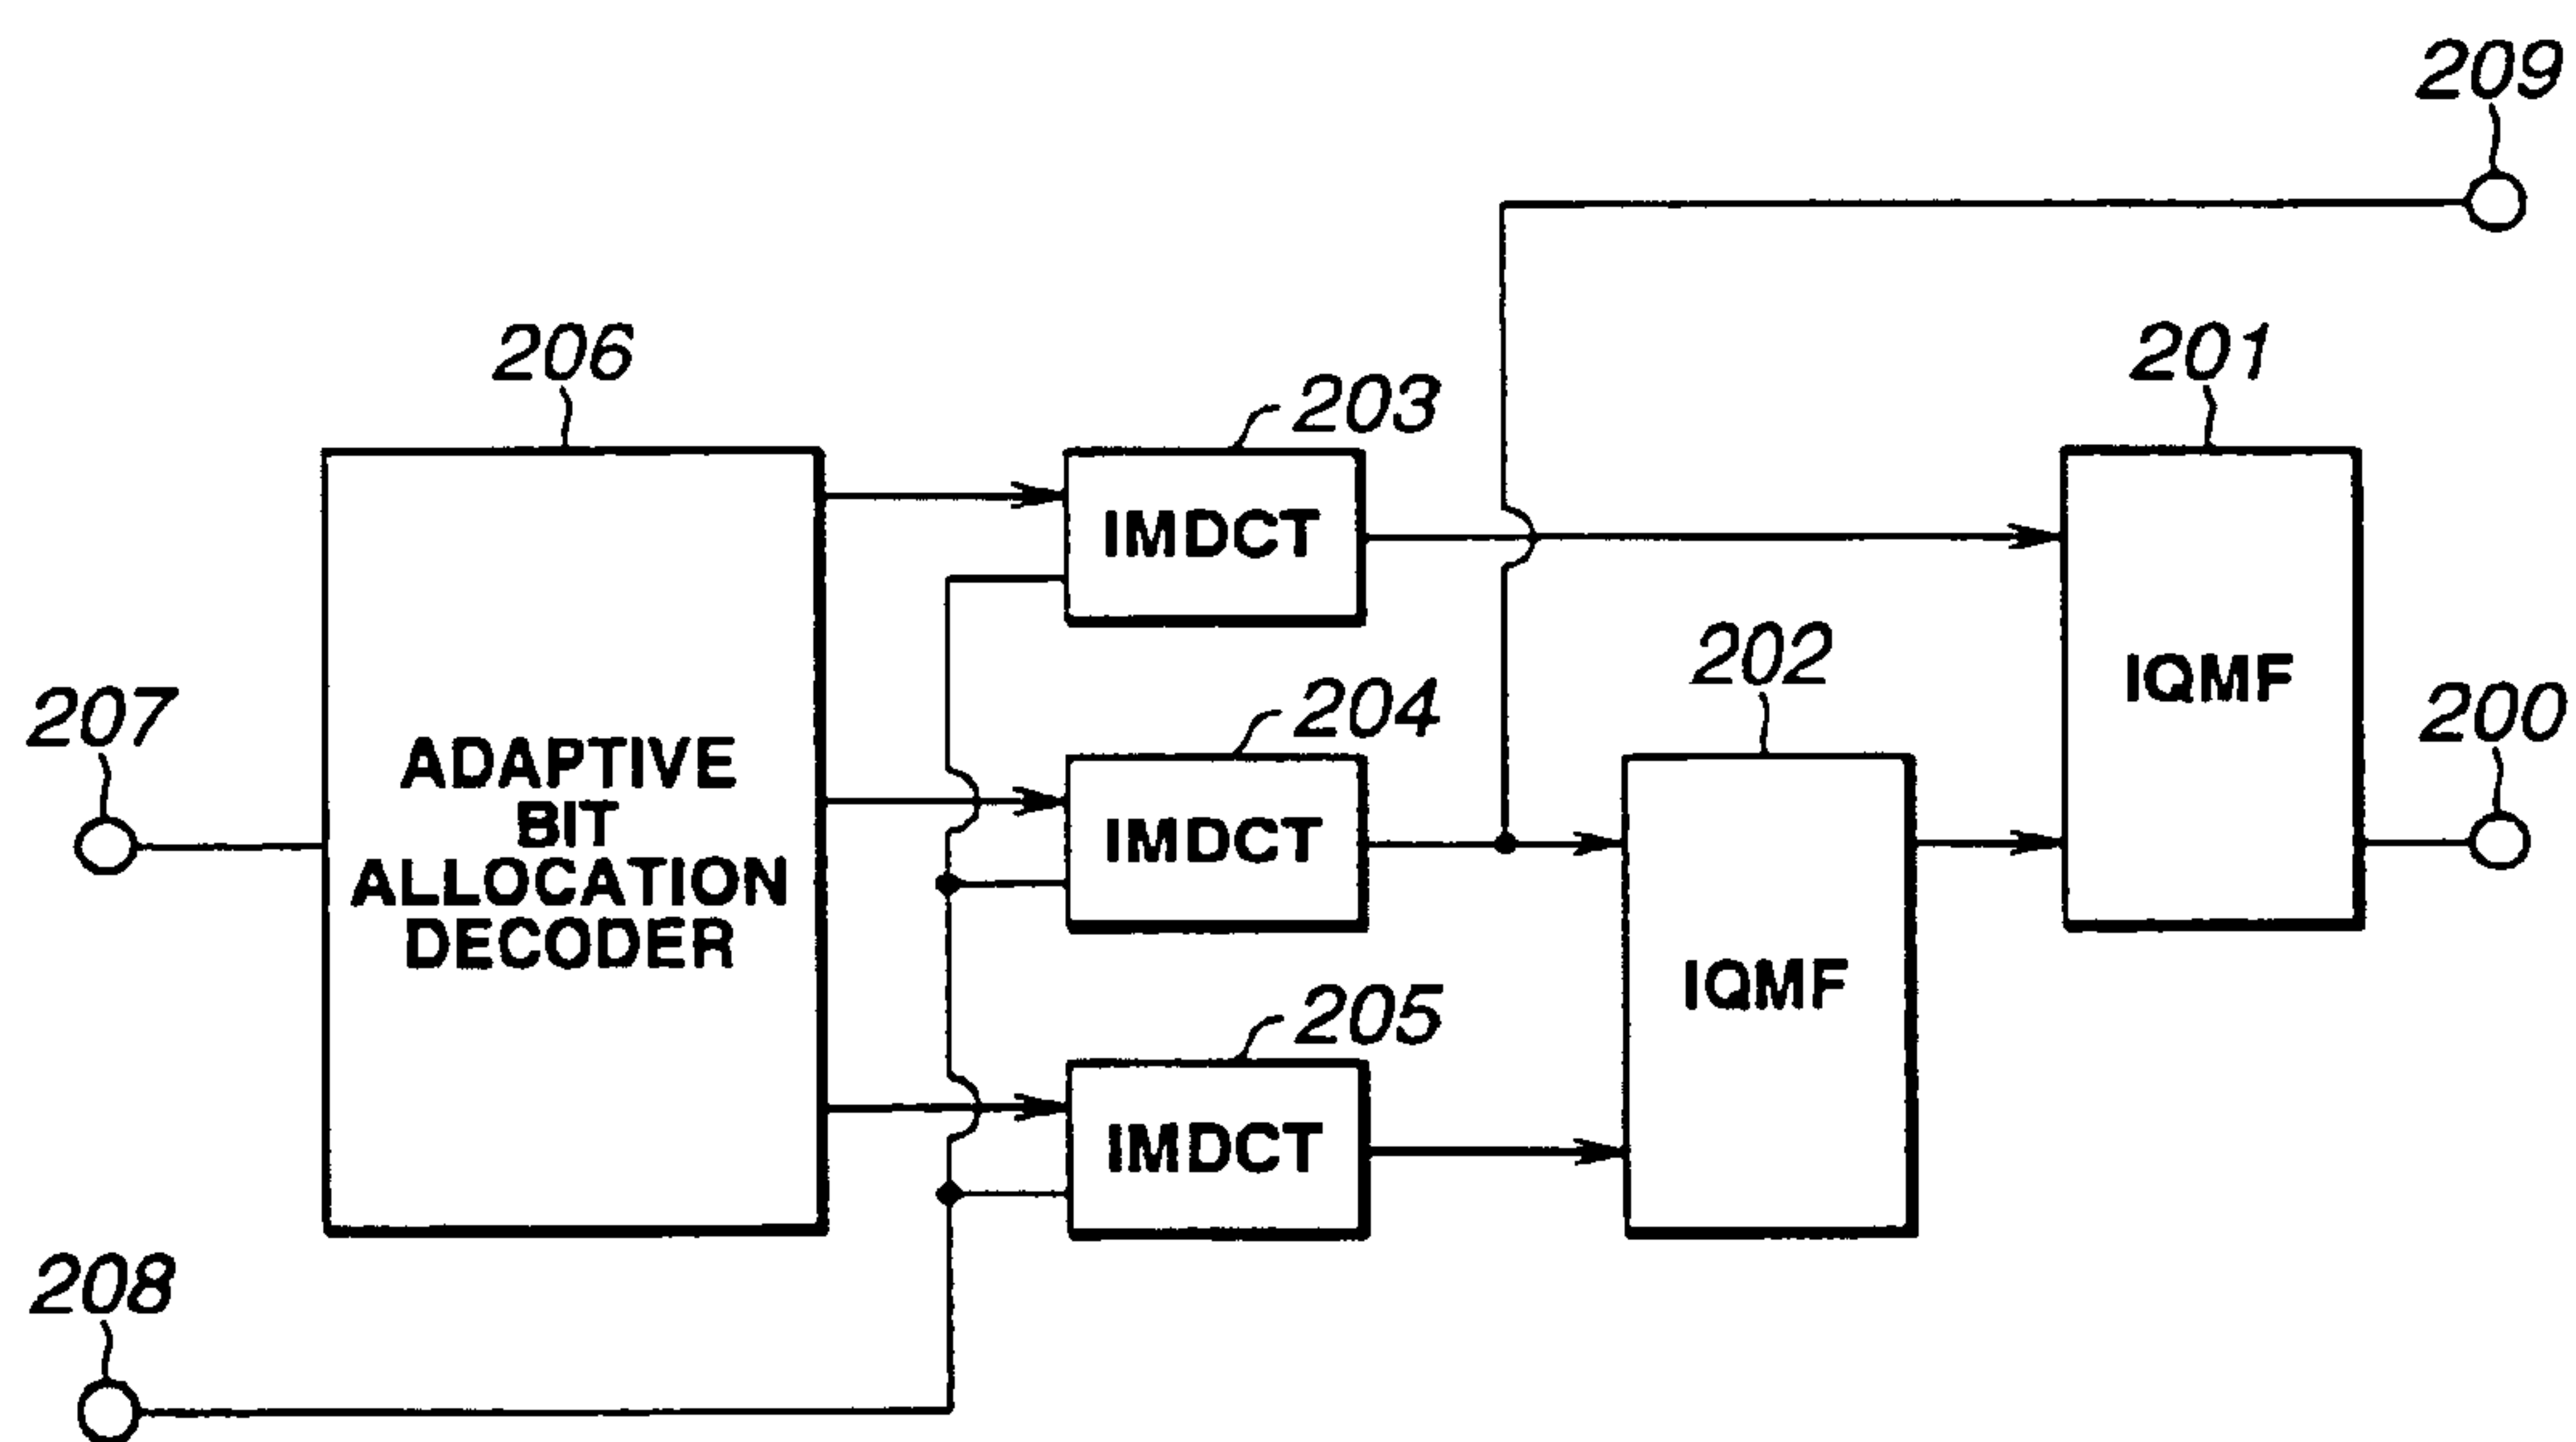 209
206
203
201
IMDCT
207
204
202
IQMF
200
ADAPTIVE
BIT
ALLOCATION
DECODER
IMDCT
205
IQMF
IMDCT
208